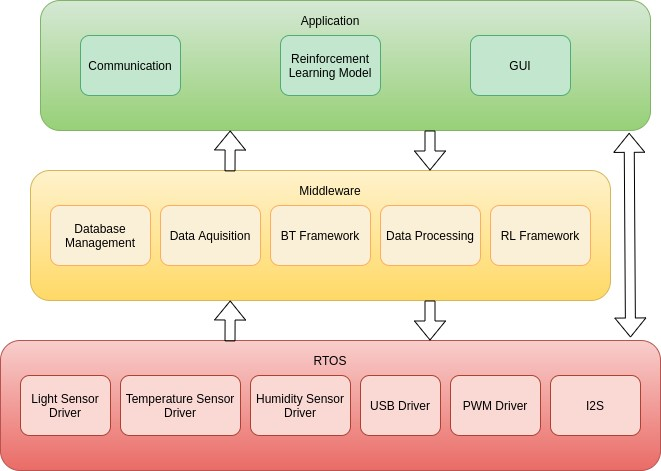 Application
Communication
Reinforcement
Learning Model
GUI
Middleware
Database
Management
Data Aquisition
BT Framework
Data Processing
RL Framework
RTOS
Light Sensor
Driver
Temperature Sensor
Driver
Humidity Sensor
Driver
USB Driver
PWM Driver
I2S